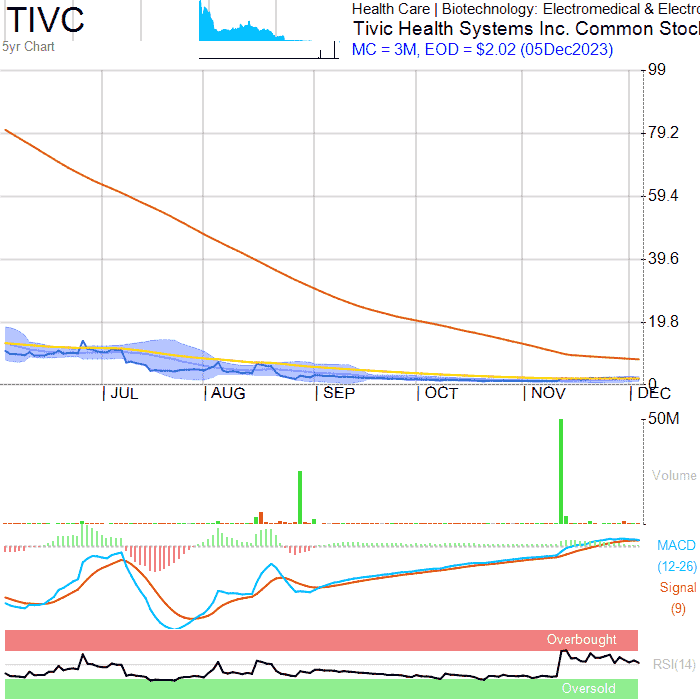 TIVC
5yr Chart
Health Care | Biotechnology: Electromedical & Electro
Tivic Health Systems Inc. Common Stoc
MC = 3M, EOD = $2.02 (05Dec2023)
99
79.2
59.4
39.6
19.8
0
JUL AUG SEP OCT NOV DEC
50M
Volume
MACD
(12-26)
Signal
(9)
Overbought
RSI(14)
Oversold